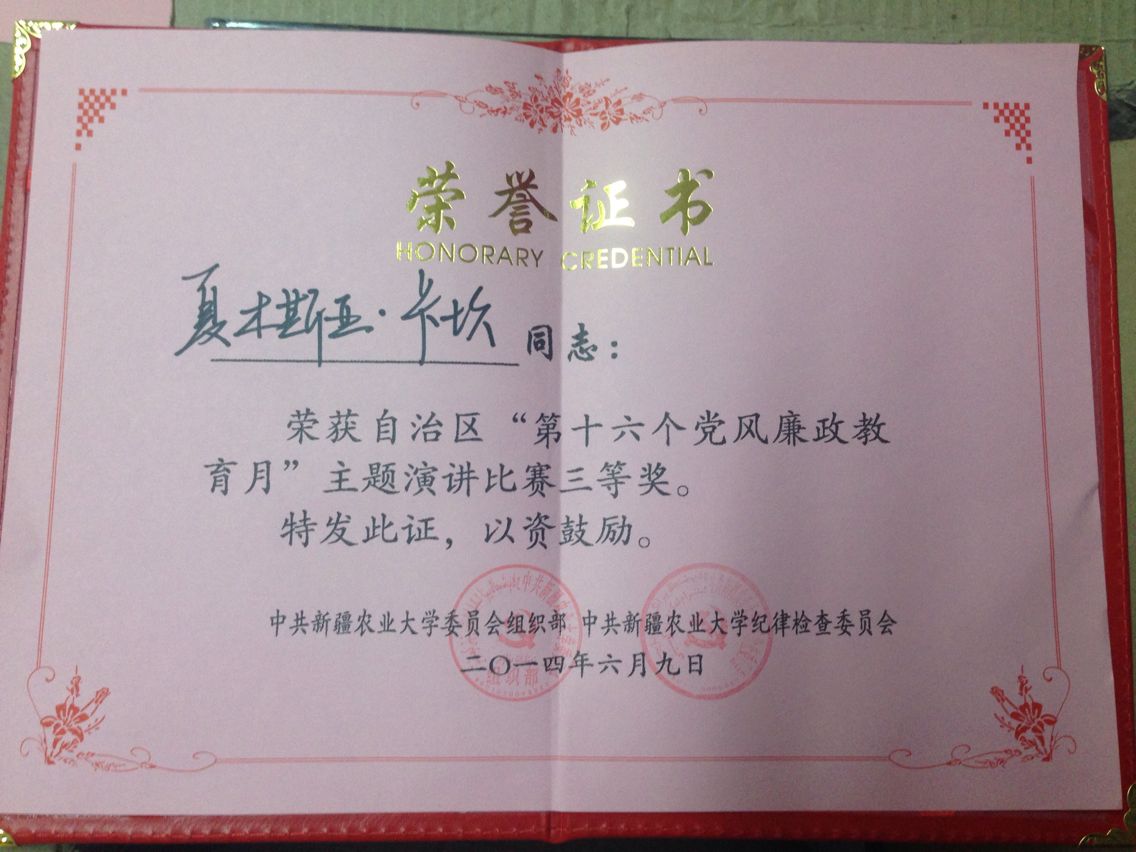 荣誉证书
HONORARY CREDENTIAL
夏木斯亚·卡坎 同志：
荣获自治区“第十六个党风廉政教
育月”主题演讲比赛三等奖。
特发此证，以资鼓励。
中共新疆农业大学委员会组织部 中共新疆农业大学纪律检查委员会
二〇一四年六月九日
组织部